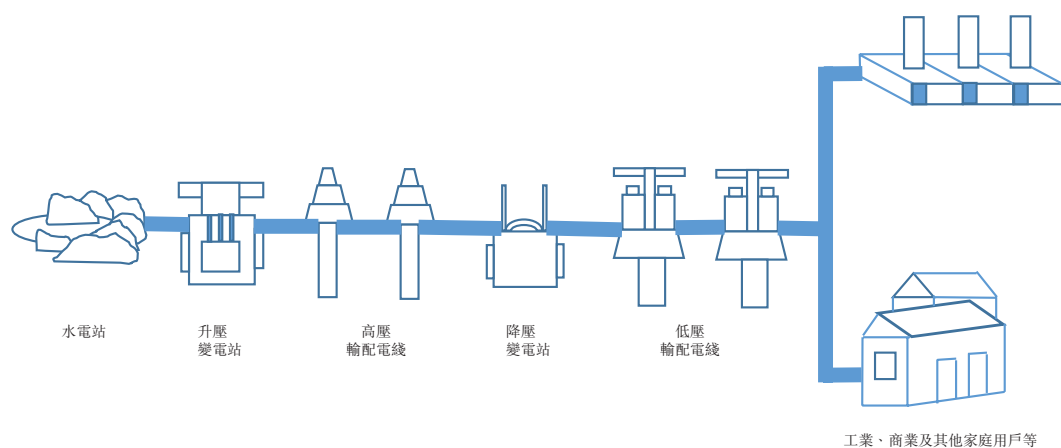 水電站
升壓
變電站
高壓
輸配電綫
降壓
變電站
低壓
輸配電綫
工業、商業及其他家庭用戶等